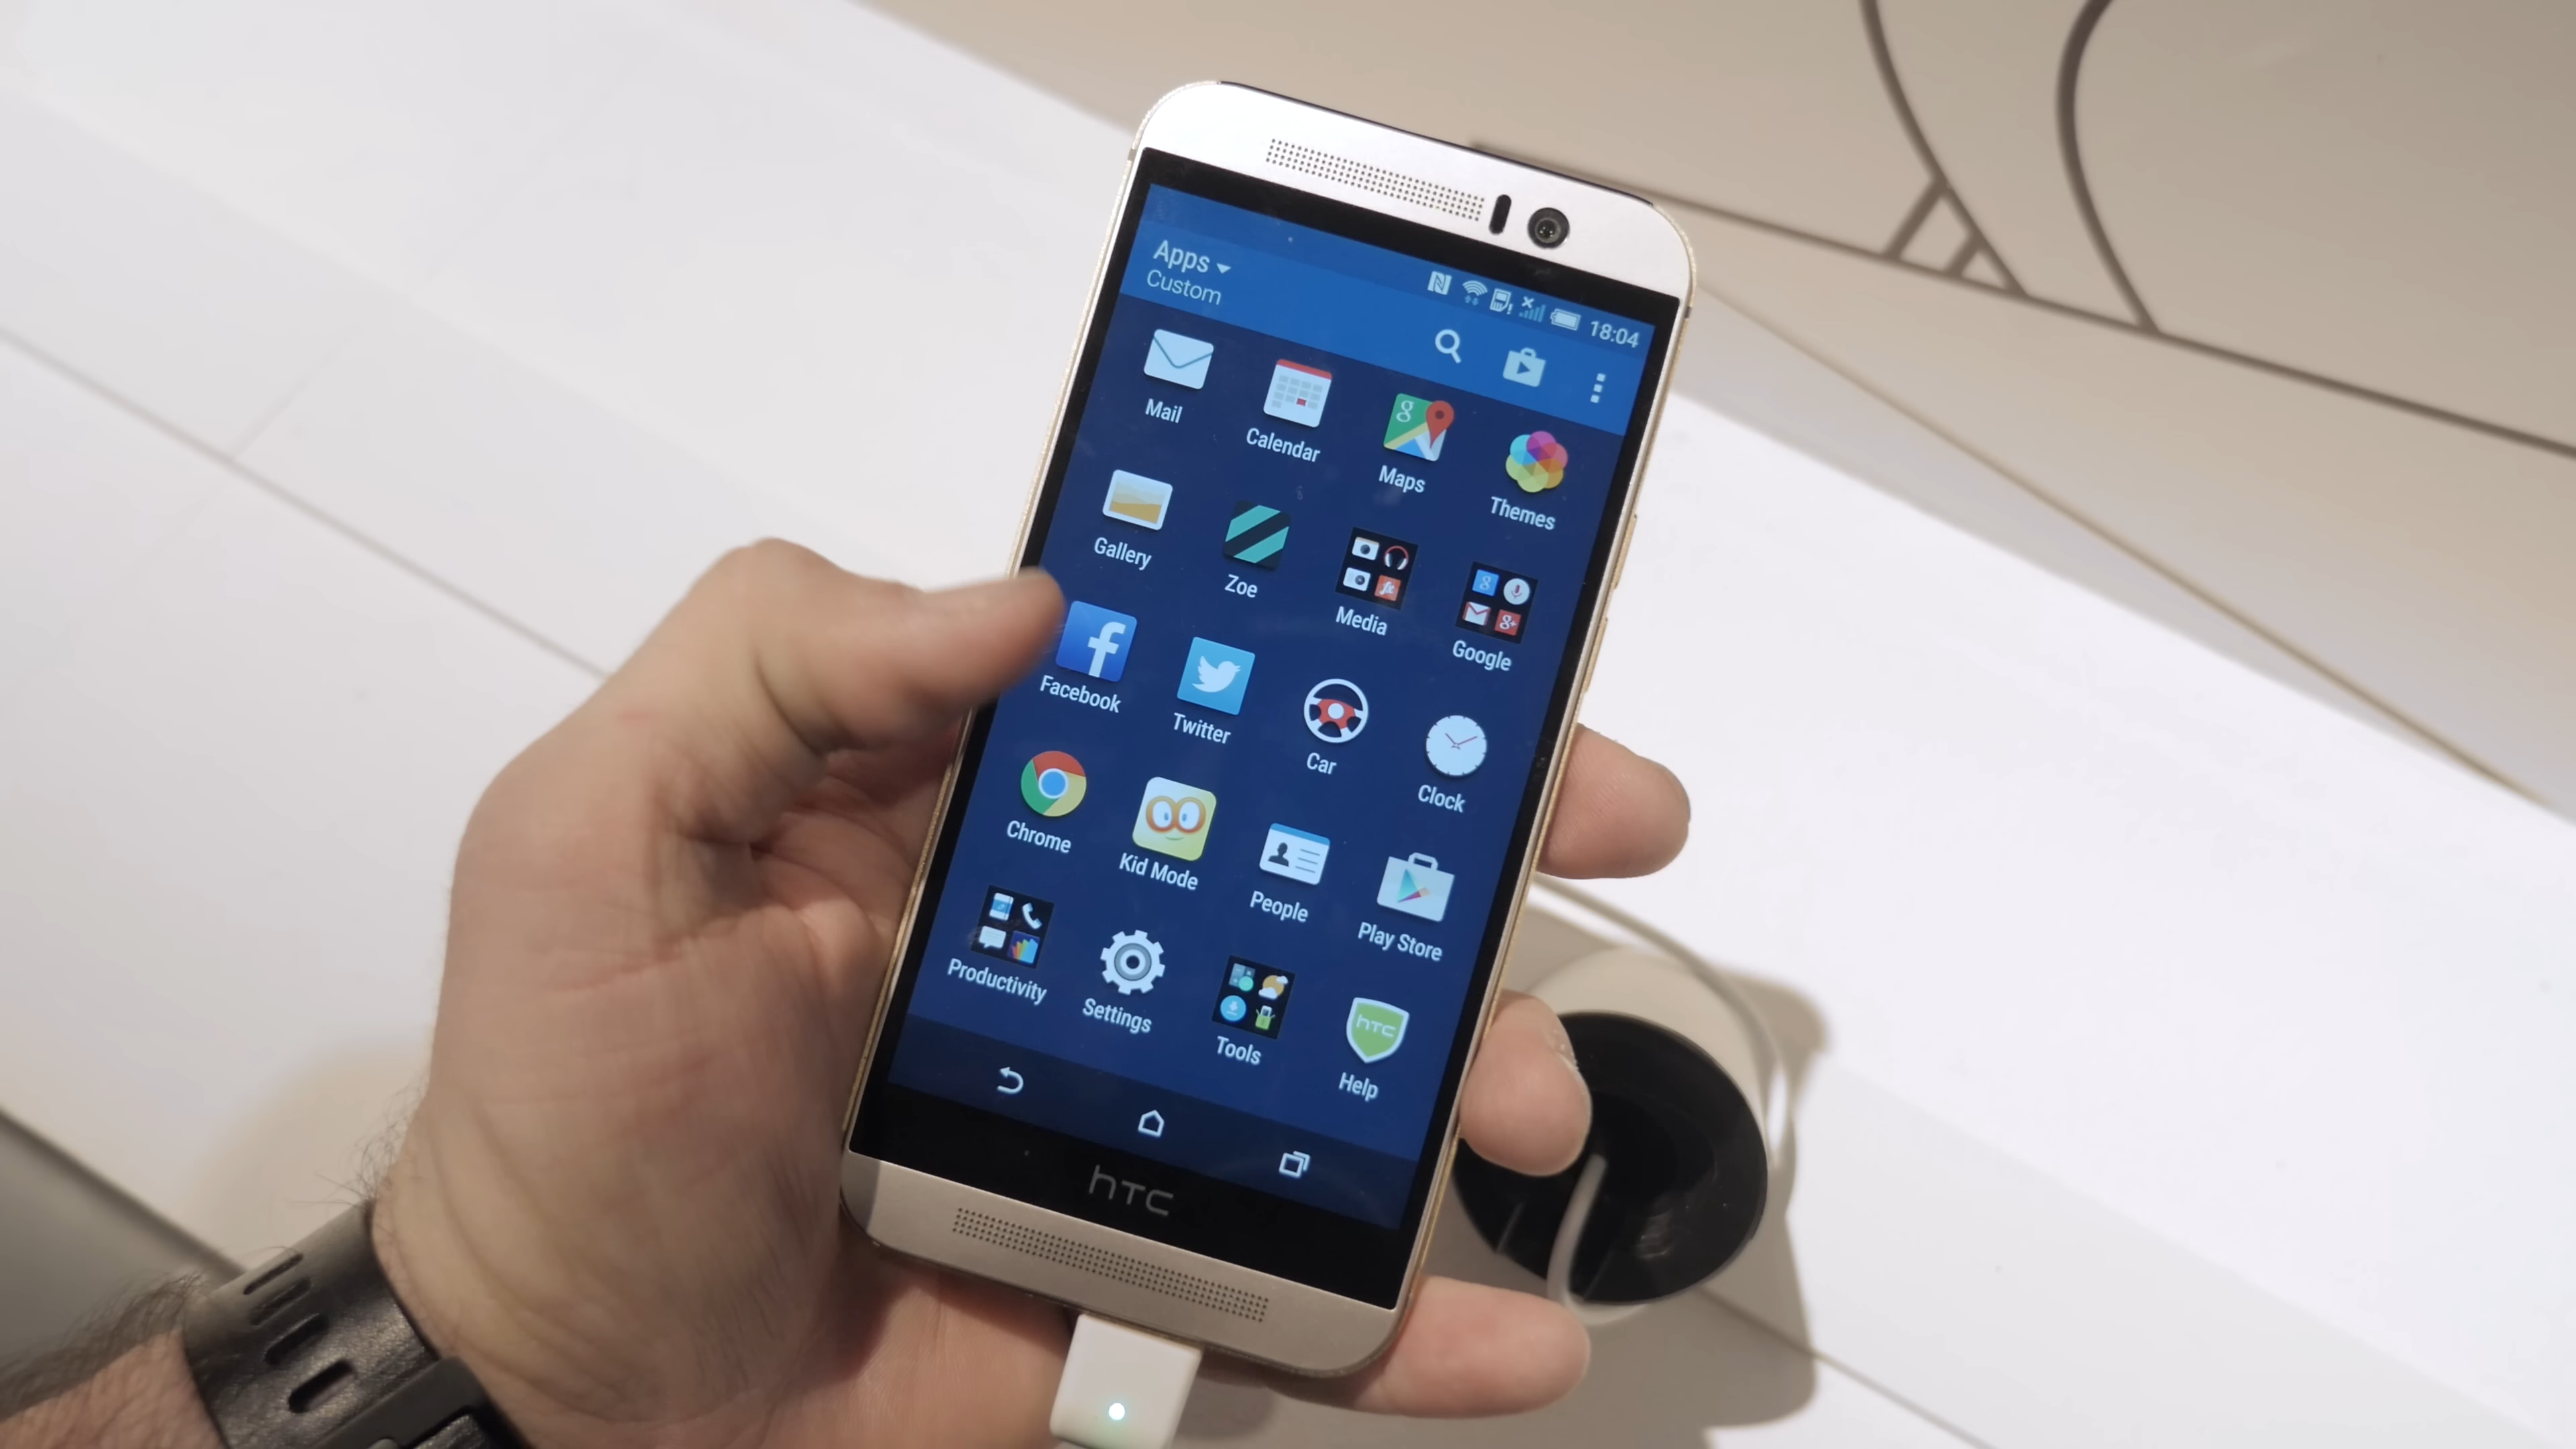 18:04
Apps
Custom
Mail
Calendar
Maps
Themes
Gallery
Zoe
Media
Google
Facebook
Twitter
Car
Clock
Chrome
Kid Mode
People
Play Store
Productivity
Settings
Tools
hTC
Help
hTC